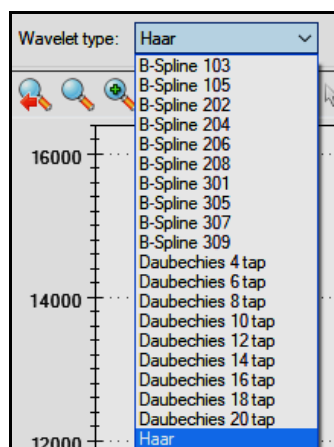 Wavelet type: Haar
B-Spline 103
B-Spline 105
B-Spline 202
B-Spline 204
B-Spline 206
B-Spline 208
B-Spline 301
B-Spline 305
B-Spline 307
B-Spline 309
Daubechies 4 tap
Daubechies 6 tap
Daubechies 8 tap
Daubechies 10 tap
Daubechies 12 tap
Daubechies 14 tap
Daubechies 16 tap
Daubechies 18 tap
Daubechies 20 tap
Haar
16000
14000
12000